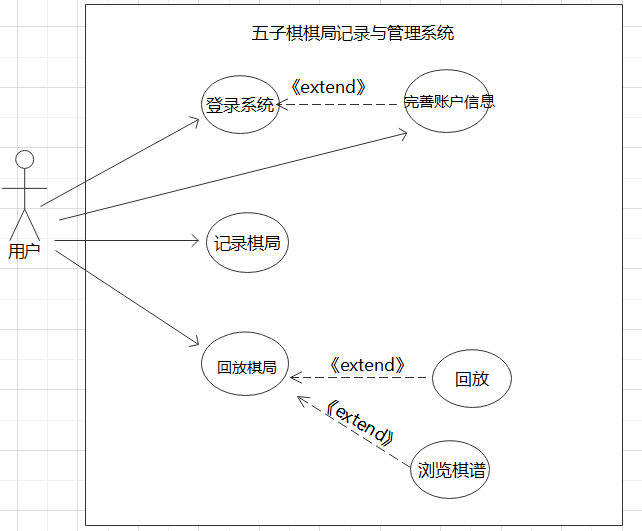 五子棋棋局记录与管理系统
登录系统
《extend》
完善账户信息
用户
记录棋局
回放棋局
《extend》
回放
《extend》
浏览棋谱